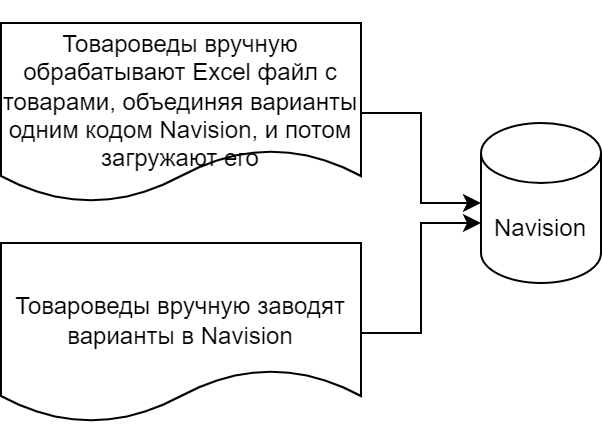 Товароведы вручную
обрабатывают Excel файл с
товарами, объединяя варианты
одним кодом Navision, и потом
загружают его
Navision
Товароведы вручную заводят
варианты в Navision